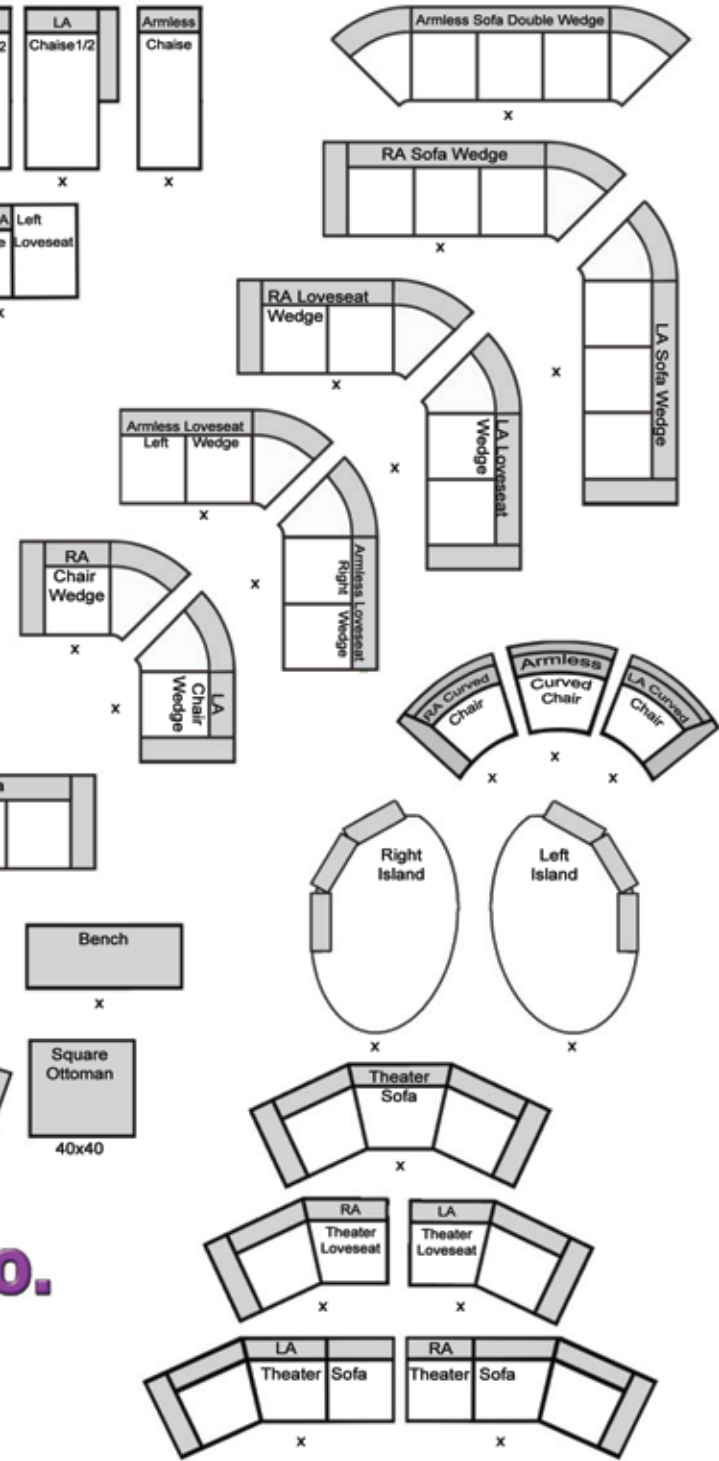 LA
Chaise1/2
x
Armless
Chaise
x
Armless Sofa Double Wedge
x
RA Sofa Wedge
x
Left
Loveseat
LA Sofa Wedge
x
RA Loveseat
Wedge
x
LA Loveseat
Wedge
x
Armless Loveseat
Left Wedge
x
Armless Loveseat
Right Wedge
x
RA
Chair
Wedge
x
LA
Chair
Wedge
x
RA Curved
Chair
x
Armless
Curved
Chair
x
LA Curved
Chair
x
Right
Island
x
Left
Island
x
Bench
x
Square
Ottoman
40x40
Theater
Sofa
x
RA
Theater
Loveseat
x
LA
Theater
Loveseat
x
o.
LA
Theater Sofa
x
RA
Theater Sofa
x